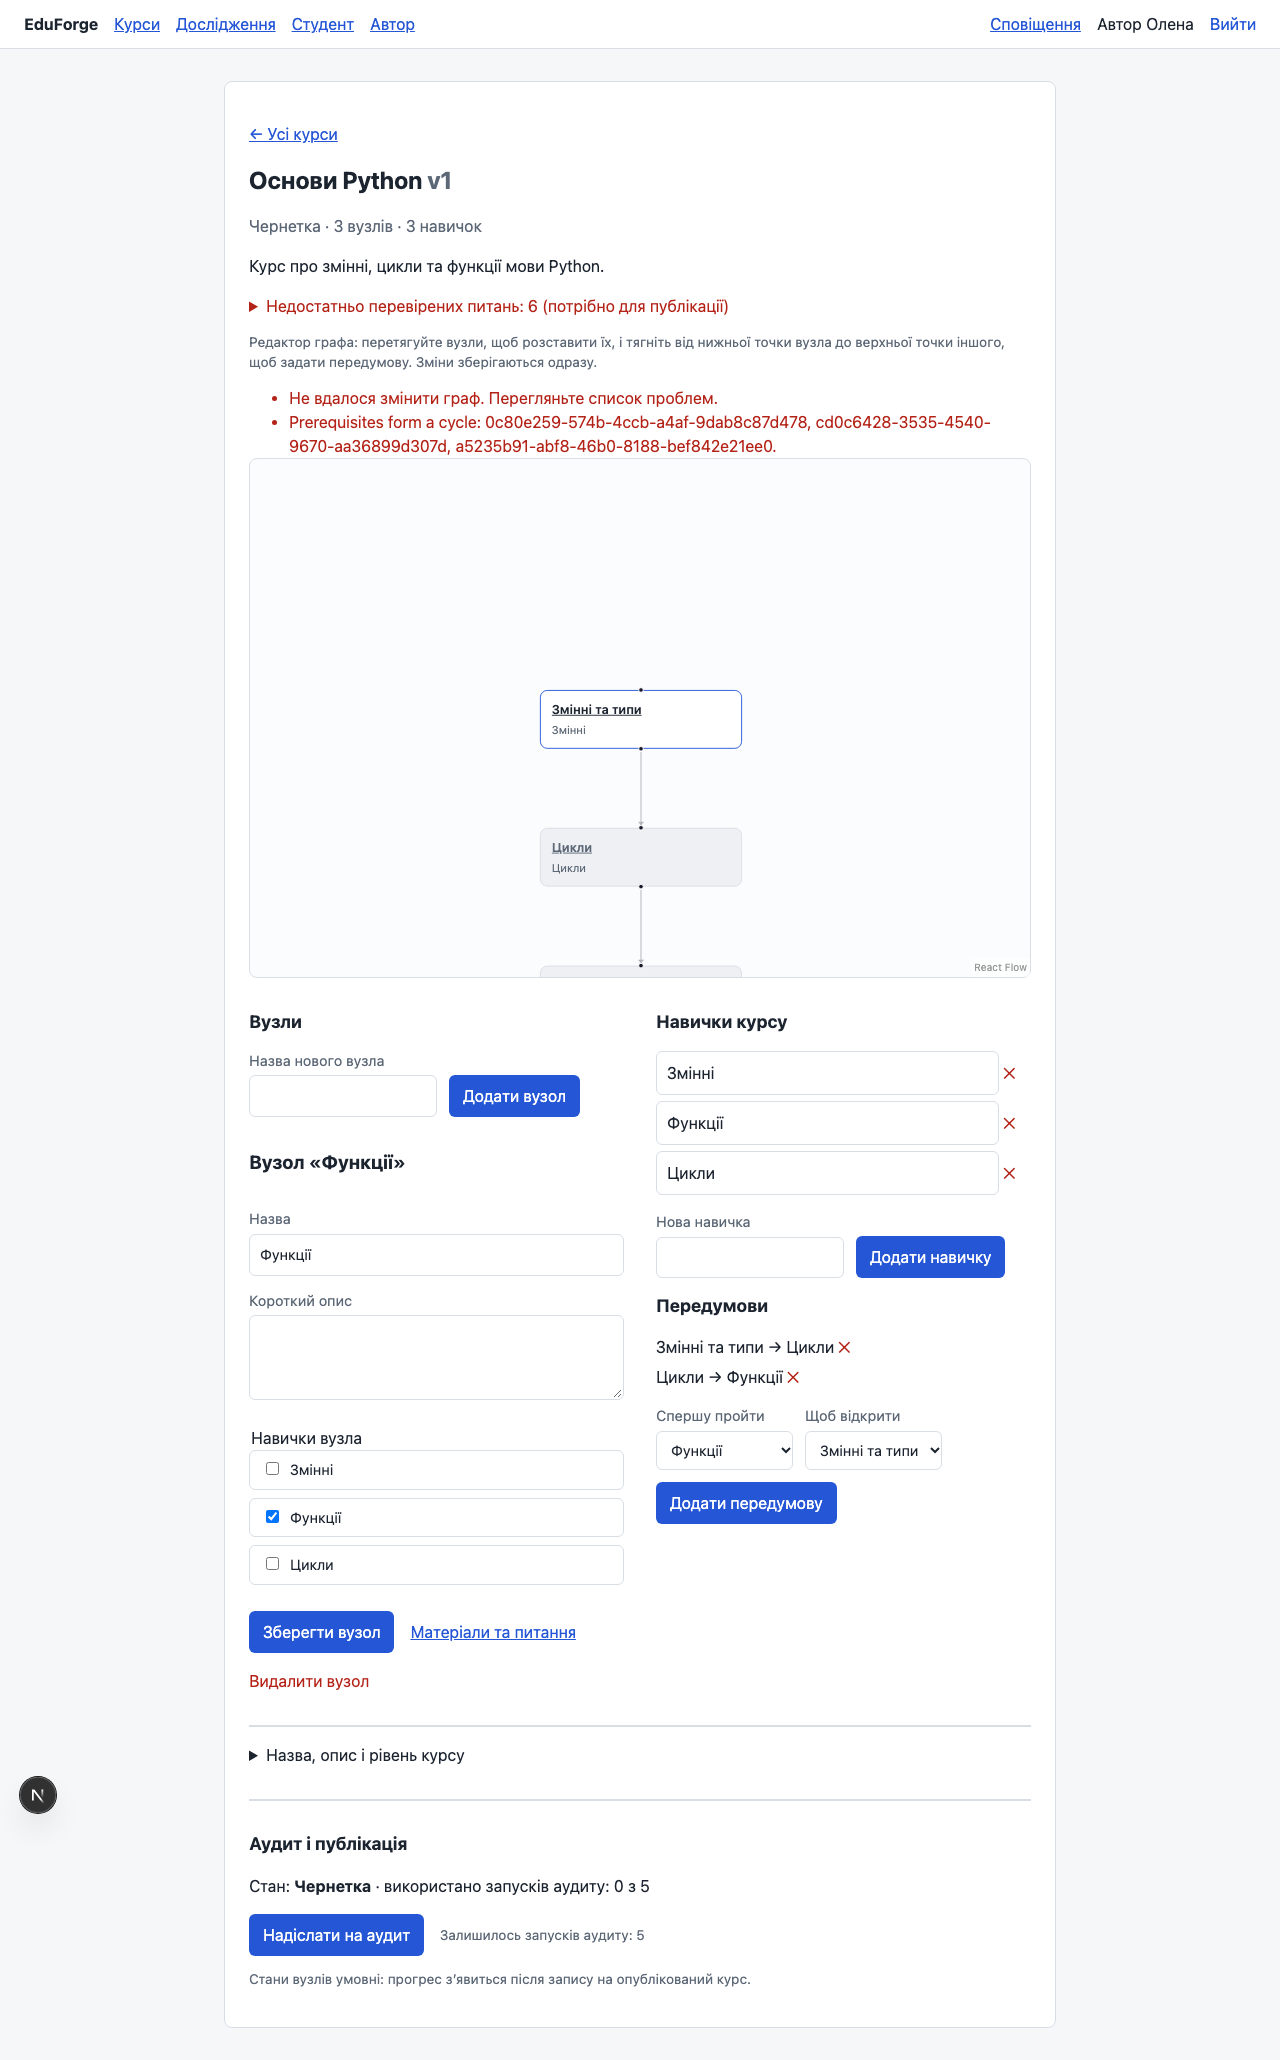 EduForge Курси Дослідження Студент Автор Сповіщення Автор Олена Вийти
← Усі курси
Основи Python v1
Чернетка · 3 вузлів · 3 навичок
Курс про змінні, цикли та функції мови Python.
▶ Недостатньо перевірених питань: 6 (потрібно для публікації)
Редактор графа: перетягуйте вузли, щоб розставити їх, і тягніть від нижньої точки вузла до верхньої точки іншого,
щоб задати передумову. Зміни зберігаються одразу.
• Не вдалося змінити граф. Перегляньте список проблем.
• Prerequisites form a cycle: 0c80e259-574b-4ccb-a4af-9dab8c87d478, cd0c6428-3535-4540-
9670-aa36899d307d, a5235b91-abf8-46b0-8188-bef842e21ee0.
Змінні та типи
Змінні
Цикли
Цикли
React Flow
Вузли
Назва нового вузла
Додати вузол
Вузол «Функції»
Назва
Функції
Короткий опис
Навички вузла
Змінні
Функції
Цикли
Зберегти вузол Матеріали та питання
Видалити вузол
Навички курсу
Змінні ×
Функції ×
Цикли ×
Нова навичка
Додати навичку
Передумови
Змінні та типи → Цикли ×
Цикли → Функції ×
Спершу пройти Щоб відкрити
Функції Змінні та типи
Додати передумову
▶ Назва, опис і рівень курсу
N
Аудит і публікація
Стан: Чернетка · використано запусків аудиту: 0 з 5
Надіслати на аудит Залишилось запусків аудиту: 5
Стани вузлів умовні: прогрес зʼявиться після запису на опублікований курс.